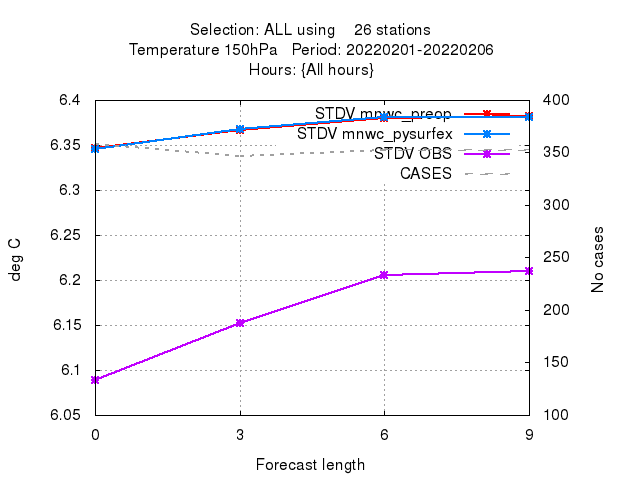 Selection: ALL using 26 stations
Temperature 150hPa Period: 20220201-20220206
Hours: {All hours}
STDV mnwc_preop
STDV mnwc_pysurfex
STDV OBS
CASES
6.4
6.35
6.3
6.25
6.2
6.15
6.1
6.05
400
350
300
250
200
150
100
deg C
No cases
0 3 6 9
Forecast length